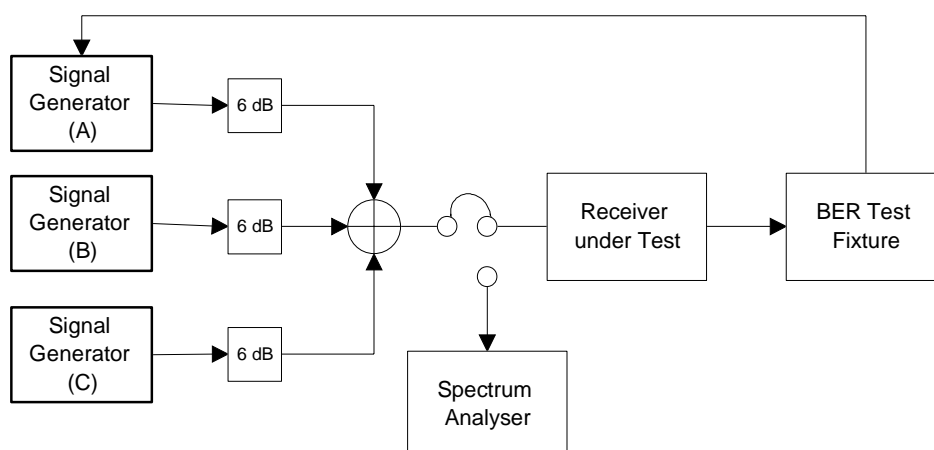 Signal
Generator
(A)
6 dB
Signal
Generator
(B)
6 dB
Receiver
under Test
BER Test
Fixture
Signal
Generator
(C)
6 dB
Spectrum
Analyser